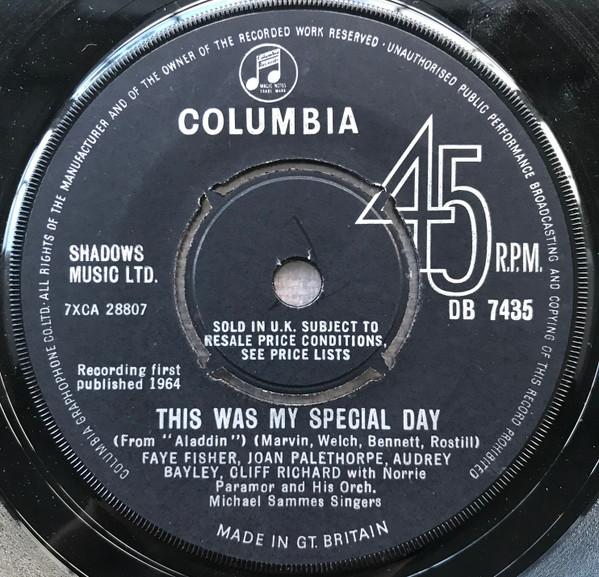 COLUMBIA GRAPHOPHONE CO.LTD. ALL RIGHTS OF THE MANUFACTURER AND OF THE OWNER OF THE RECORDED WORK RESERVED · UNAUTHORISED PUBLIC PERFORMANCE BROADCASTING AND COPYING OF THIS RECORD PROHIBITED
MAGIC NOTES
TRADE MARK
COLUMBIA
45
R.P.M.
SHADOWS
MUSIC LTD.
7XCA 28807
DB 7435
SOLD IN U.K. SUBJECT TO
RESALE PRICE CONDITIONS,
SEE PRICE LISTS
Recording first
published 1964
THIS WAS MY SPECIAL DAY
(From "Aladdin") (Marvin, Welch, Bennett, Rostill)
FAYE FISHER, JOAN PALETHORPE, AUDREY
BAYLEY, CLIFF RICHARD with Norrie
Paramor and His Orch.
Michael Sammes Singers
MADE IN GT. BRITAIN